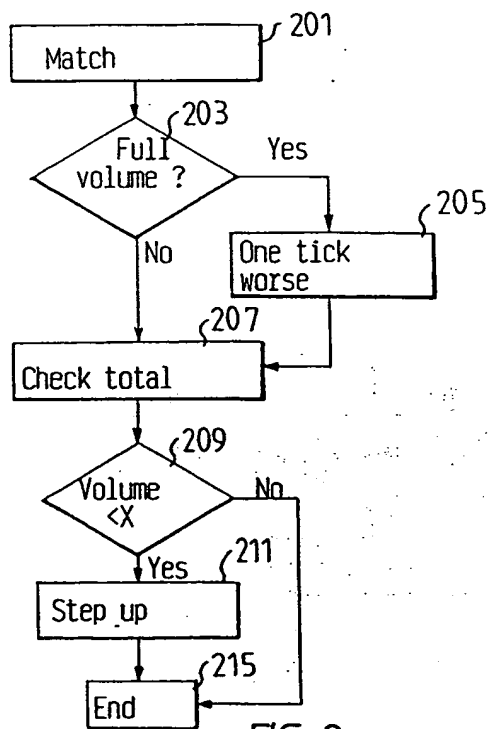 201
Match
203
Full
volume ?
Yes
205
One tick
worse
No
207
Check total
209
Volume
<X
No
Yes
211
Step up
215
End